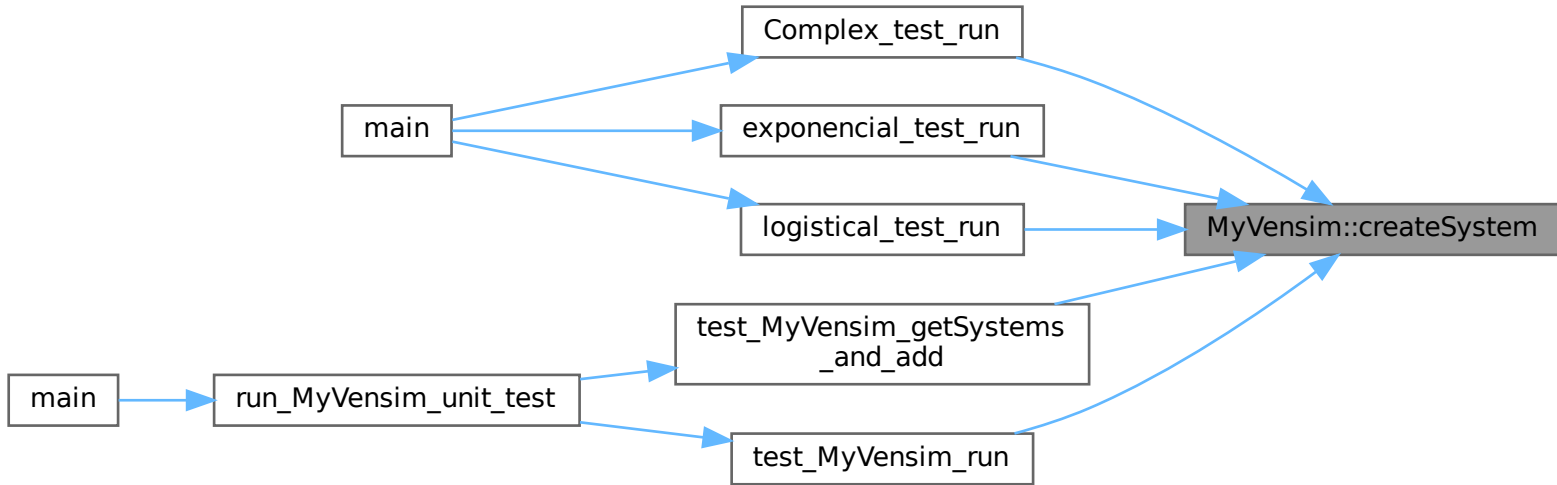 Complex_test_run
main
exponencial_test_run
logistical_test_run
MyVensim::createSystem
test_MyVensim_getSystems
_and_add
main
run_MyVensim_unit_test
test_MyVensim_run